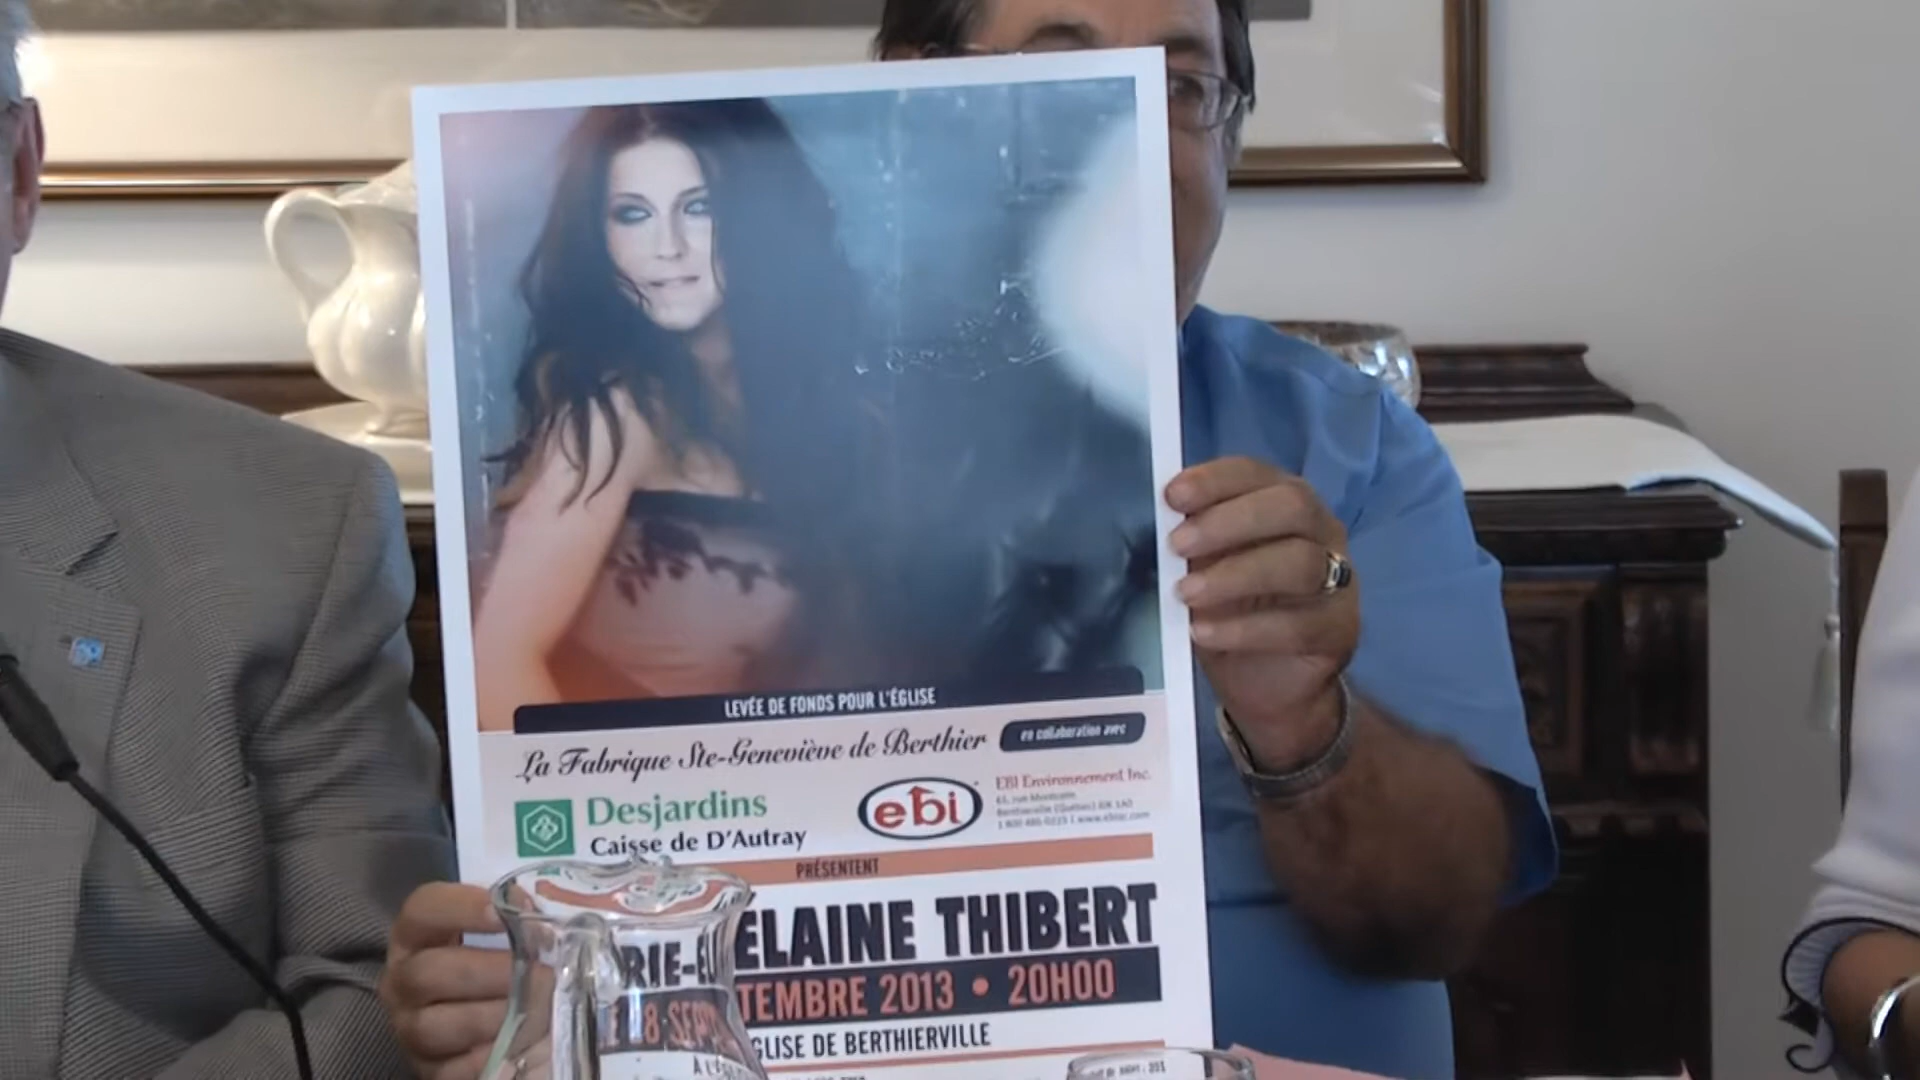 LEVÉE DE FONDS POUR L'ÉGLISE
La Fabrique Ste-Geneviève de Berthier en collaboration avec
Desjardins
Caisse de D'Autray
ebi
EBI Environnement Inc.
PRÉSENTENT
ELAINE THIBERT
TEMBRE 2013 • 20H00
GLISE DE BERTHIERVILLE